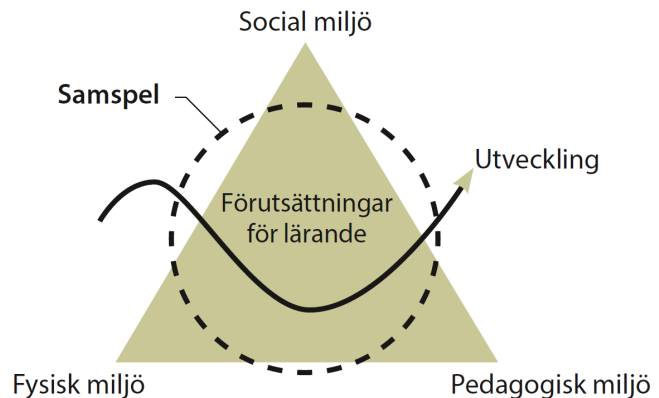 Social miljö
Samspel
Utveckling
Förutsättningar
för lärande
Fysisk miljö
Pedagogisk miljö